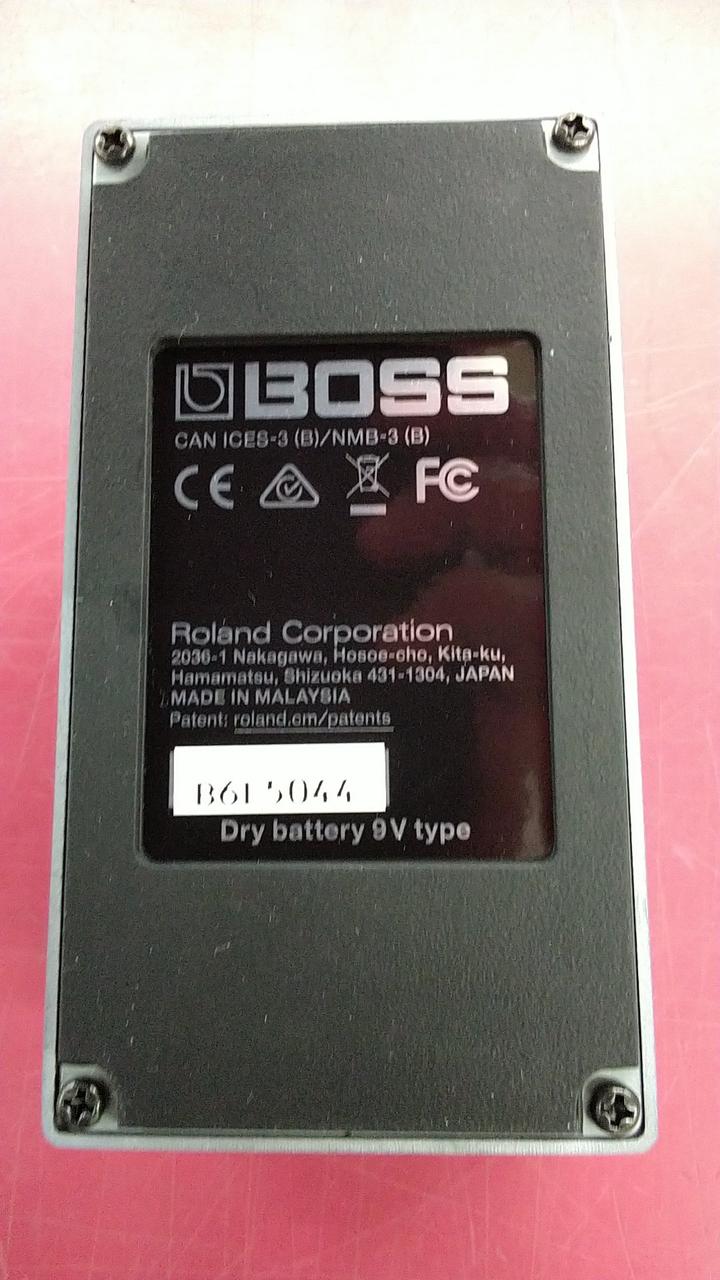 BOSS
CAN ICES-3 (B)/NMB-3 (B)
CE FC
Roland Corporation
2036-1 Nakagawa, Hosoe-cho, Kita-ku,
Hamamatsu, Shizuoka 431-1304, JAPAN
MADE IN MALAYSIA
Patent: roland.cm/patents
Dry battery 9V type